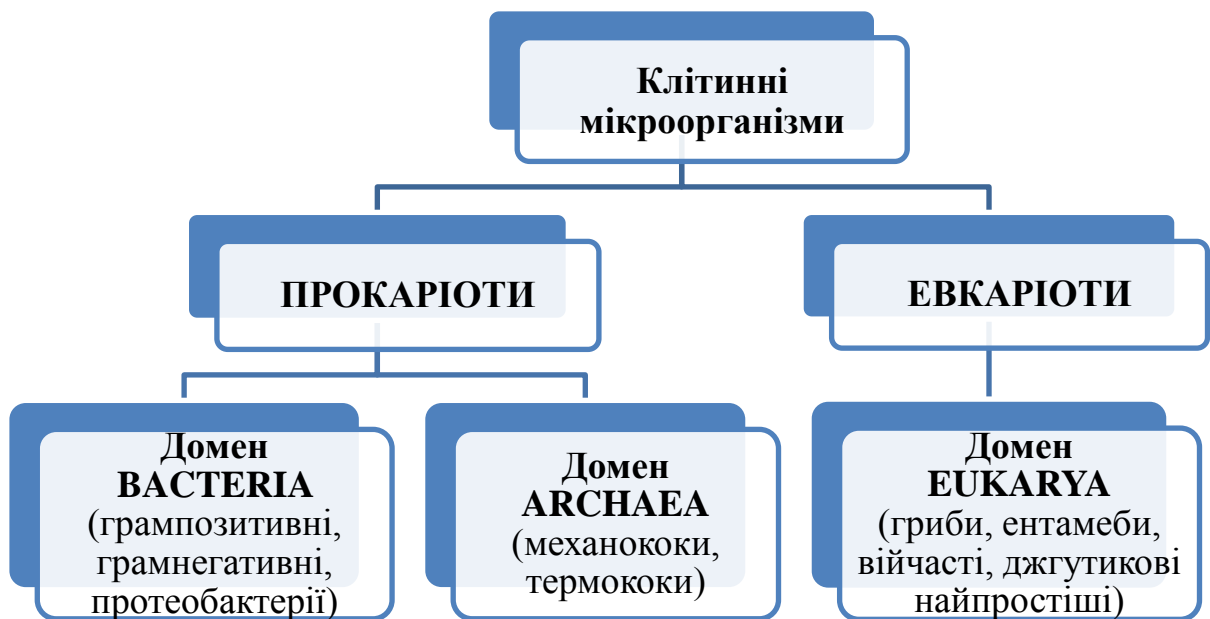 Клітинні
мікроорганізми
ПРОКАРІОТИ
ЕВКАРІОТИ
Домен
BACTERIA
(грампозитивні,
грамнегативні,
протеобактерії)
Домен
ARCHAEA
(механококи,
термококи)
Домен
EUKARYA
(гриби, ентамеби,
війчасті, джгутикові
найпростіші)